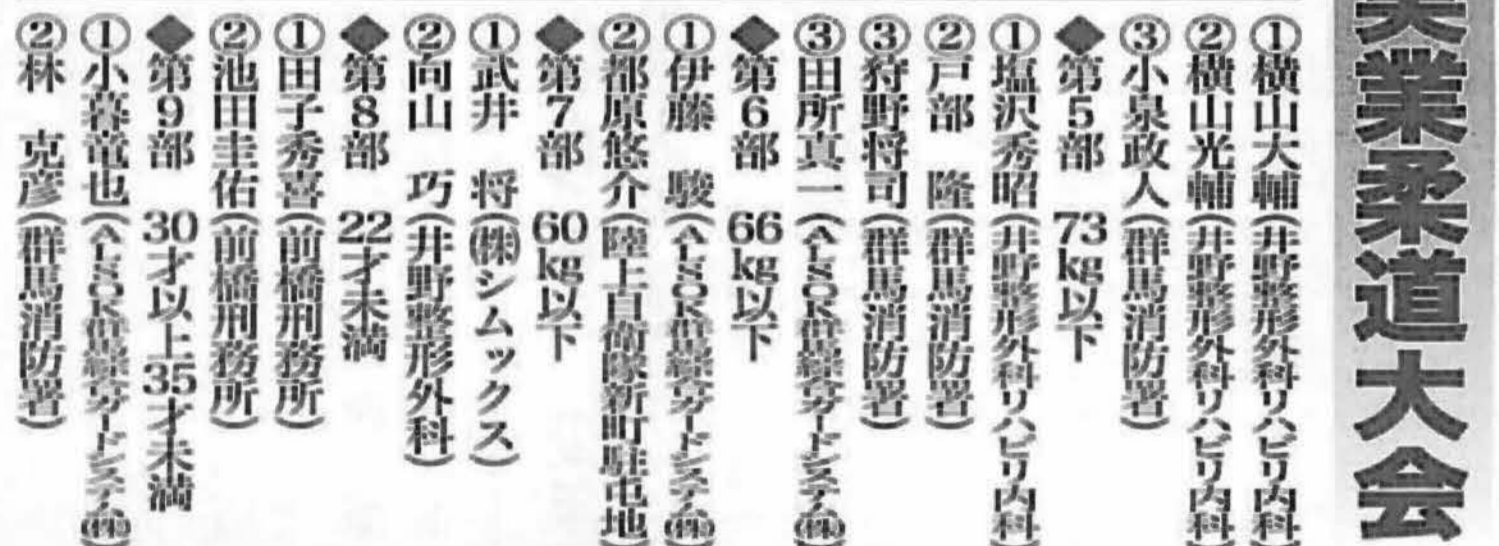 実業柔道大会
①横山大輔(井野整形外科リハビリ内科)
②横山光輔(井野整形外科リハビリ内科)
③小泉政人(群馬消防署)
◆第5部 73kg以下
①塩沢秀昭(井野整形外科リハビリ内科)
②戸部 隆(群馬消防署)
③狩野将司(群馬消防署)
③田所真一(ALSOK信綜合ガードシステム㈱)
◆第6部 66kg以下
①伊藤 駿(ALSOK信綜合ガードシステム㈱)
②都原悠介(陸上自衛隊新町駐屯地)
◆第7部 60kg以下
①武井 将(㈱シムックス)
②向山 巧(井野整形外科)
◆第8部 22才未満
①田子秀喜(前橋刑務所)
②池田圭佑(前橋刑務所)
◆第9部 30才以上35才未満
①小暮竜也(ALSOK信綜合ガードシステム㈱)
②林 克彦(群馬消防署)